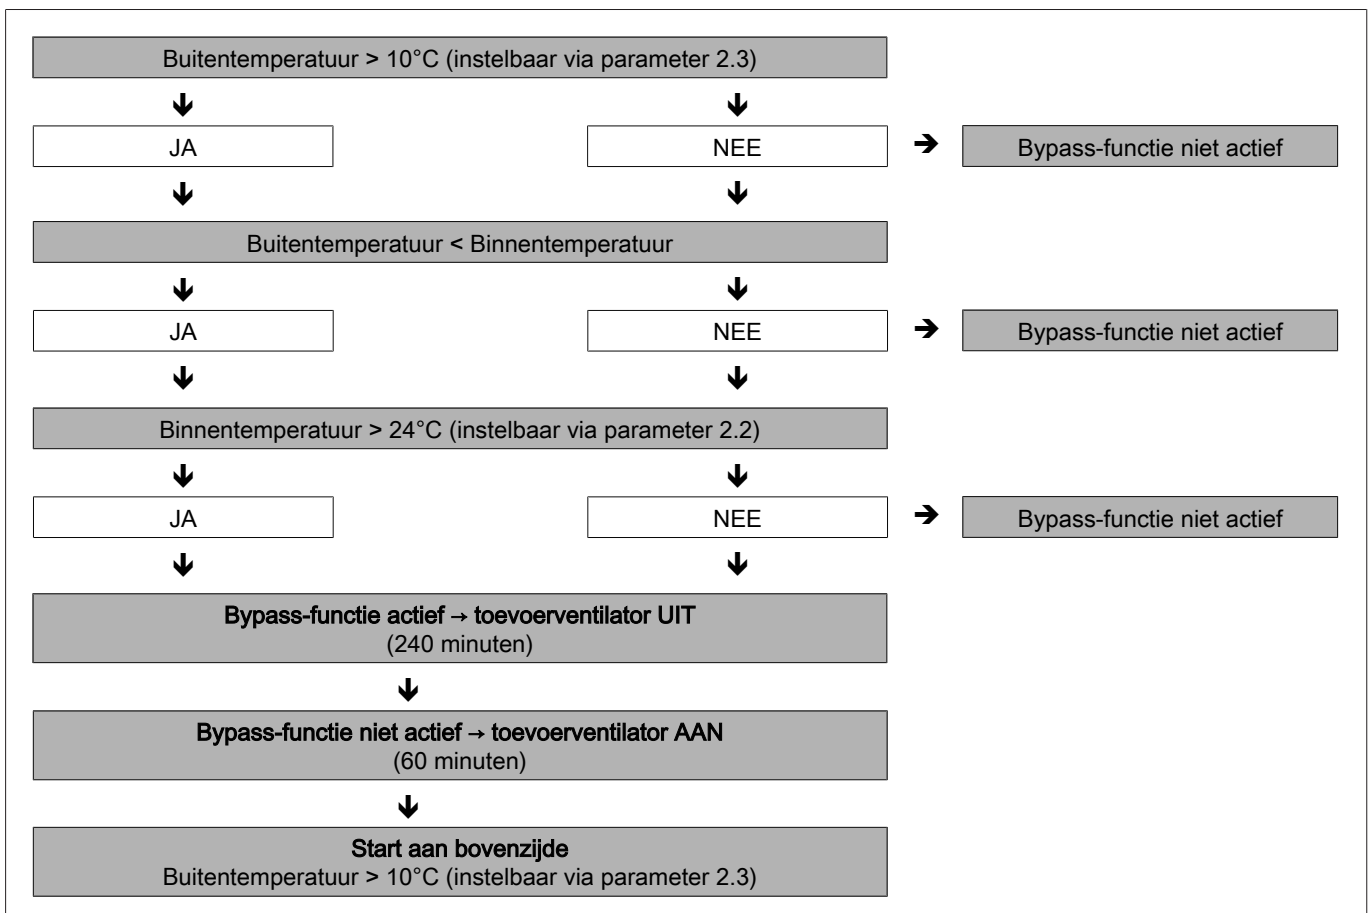 Buitentemperatuur > 10°C (instelbaar via parameter 2.3)
JA
NEE
Bypass-functie niet actief
Buitentemperatuur < Binnentemperatuur
JA
NEE
Bypass-functie niet actief
Binnentemperatuur > 24°C (instelbaar via parameter 2.2)
JA
NEE
Bypass-functie niet actief
Bypass-functie actief → toevoerventilator UIT
(240 minuten)
Bypass-functie niet actief → toevoerventilator AAN
(60 minuten)
Start aan bovenzijde
Buitentemperatuur > 10°C (instelbaar via parameter 2.3)